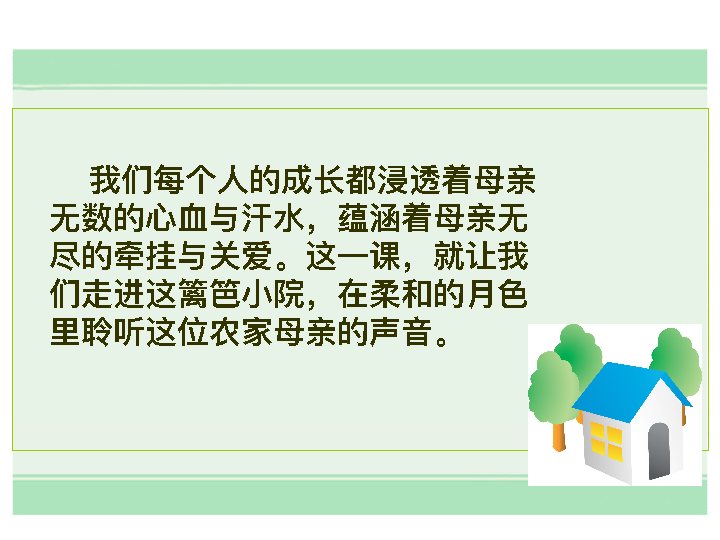 我们每个人的成长都浸透着母亲
无数的心血与汗水，蕴涵着母亲无
尽的牵挂与关爱。这一课，就让我
们走进这篱笆小院，在柔和的月色
里聆听这位农家母亲的声音。